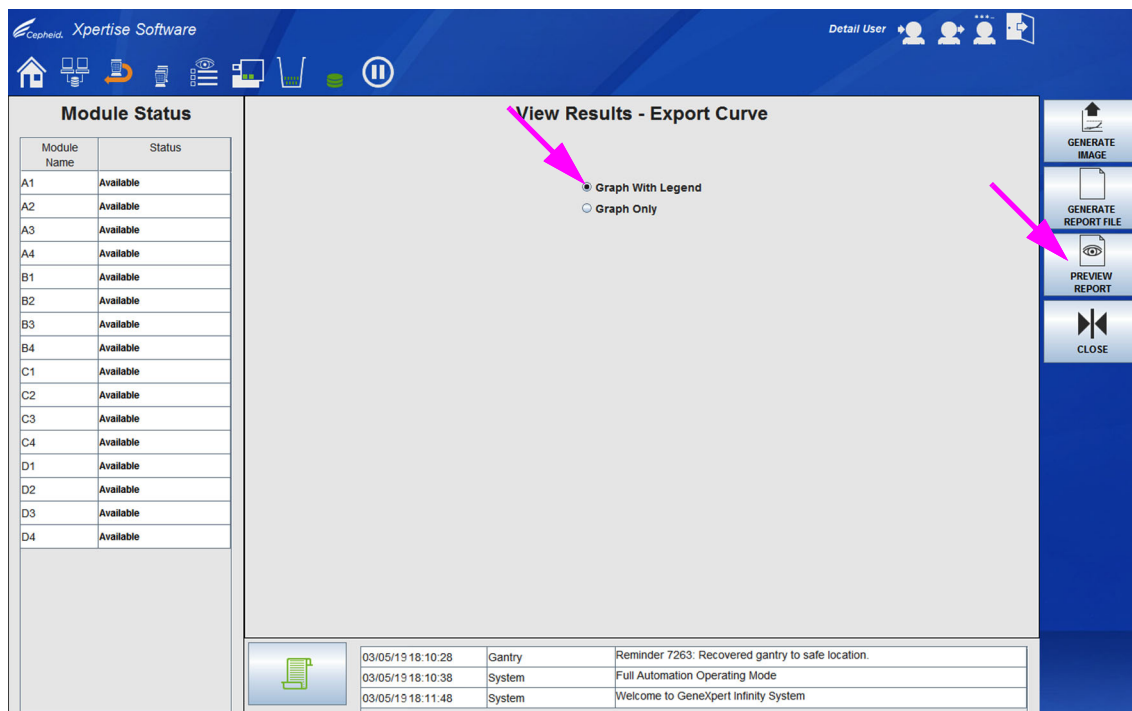 Cepheid. Xpertise Software
Detail User
Module Status
Module Name
Status
A1 Available
A2 Available
A3 Available
A4 Available
B1 Available
B2 Available
B3 Available
B4 Available
C1 Available
C2 Available
C3 Available
C4 Available
D1 Available
D2 Available
D3 Available
D4 Available
View Results - Export Curve
Graph With Legend
Graph Only
GENERATE
IMAGE
GENERATE
REPORT FILE
PREVIEW
REPORT
CLOSE
03/05/19 18:10:28 Gantry Reminder 7263: Recovered gantry to safe location.
03/05/19 18:10:38 System Full Automation Operating Mode
03/05/19 18:11:48 System Welcome to GeneXpert Infinity System